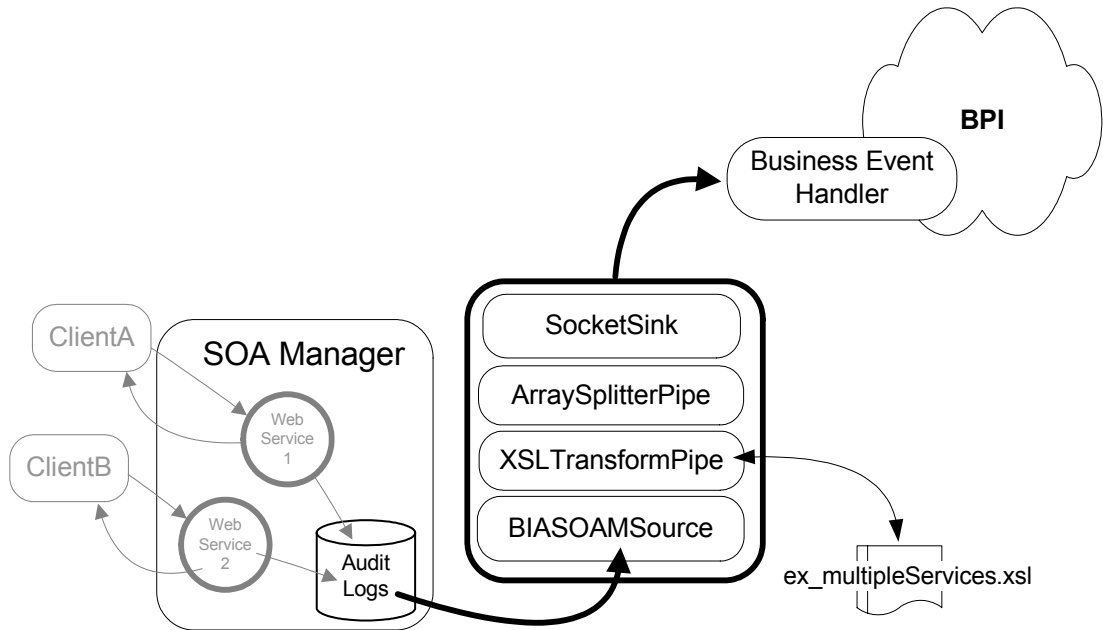 BPI
Business Event
Handler
SocketSink
ArraySplitterPipe
XSLTransformPipe
BIASOAMSource
ex_multipleServices.xsl
SOA Manager
ClientA
Web
Service
1
ClientB
Web
Service
2
Audit
Logs